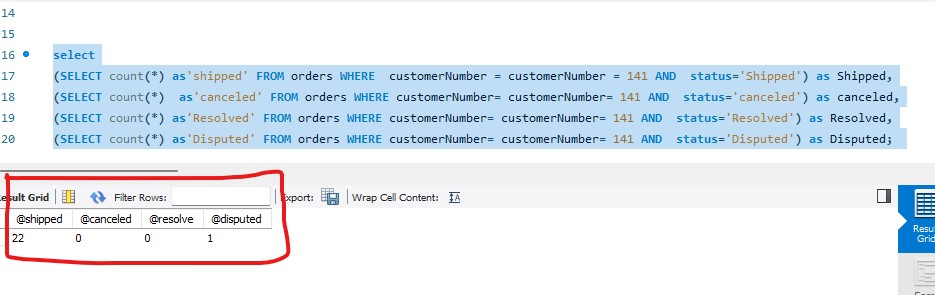 14
15
16 select
17 (SELECT count(*) as'shipped' FROM orders WHERE  customerNumber = customerNumber = 141 AND  status='Shipped') as Shipped,
18 (SELECT count(*)  as'canceled' FROM orders WHERE customerNumber= customerNumber= 141 AND  status='canceled') as canceled,
19 (SELECT count(*) as'Resolved' FROM orders WHERE customerNumber= customerNumber= 141 AND  status='Resolved') as Resolved,
20 (SELECT count(*) as'Disputed' FROM orders WHERE customerNumber= customerNumber= 141 AND  status='Disputed') as Disputed;
esult Grid Filter Rows: Export: Wrap Cell Content:
@shipped @canceled @resolve @disputed
22 0 0 1
Resu
Grid